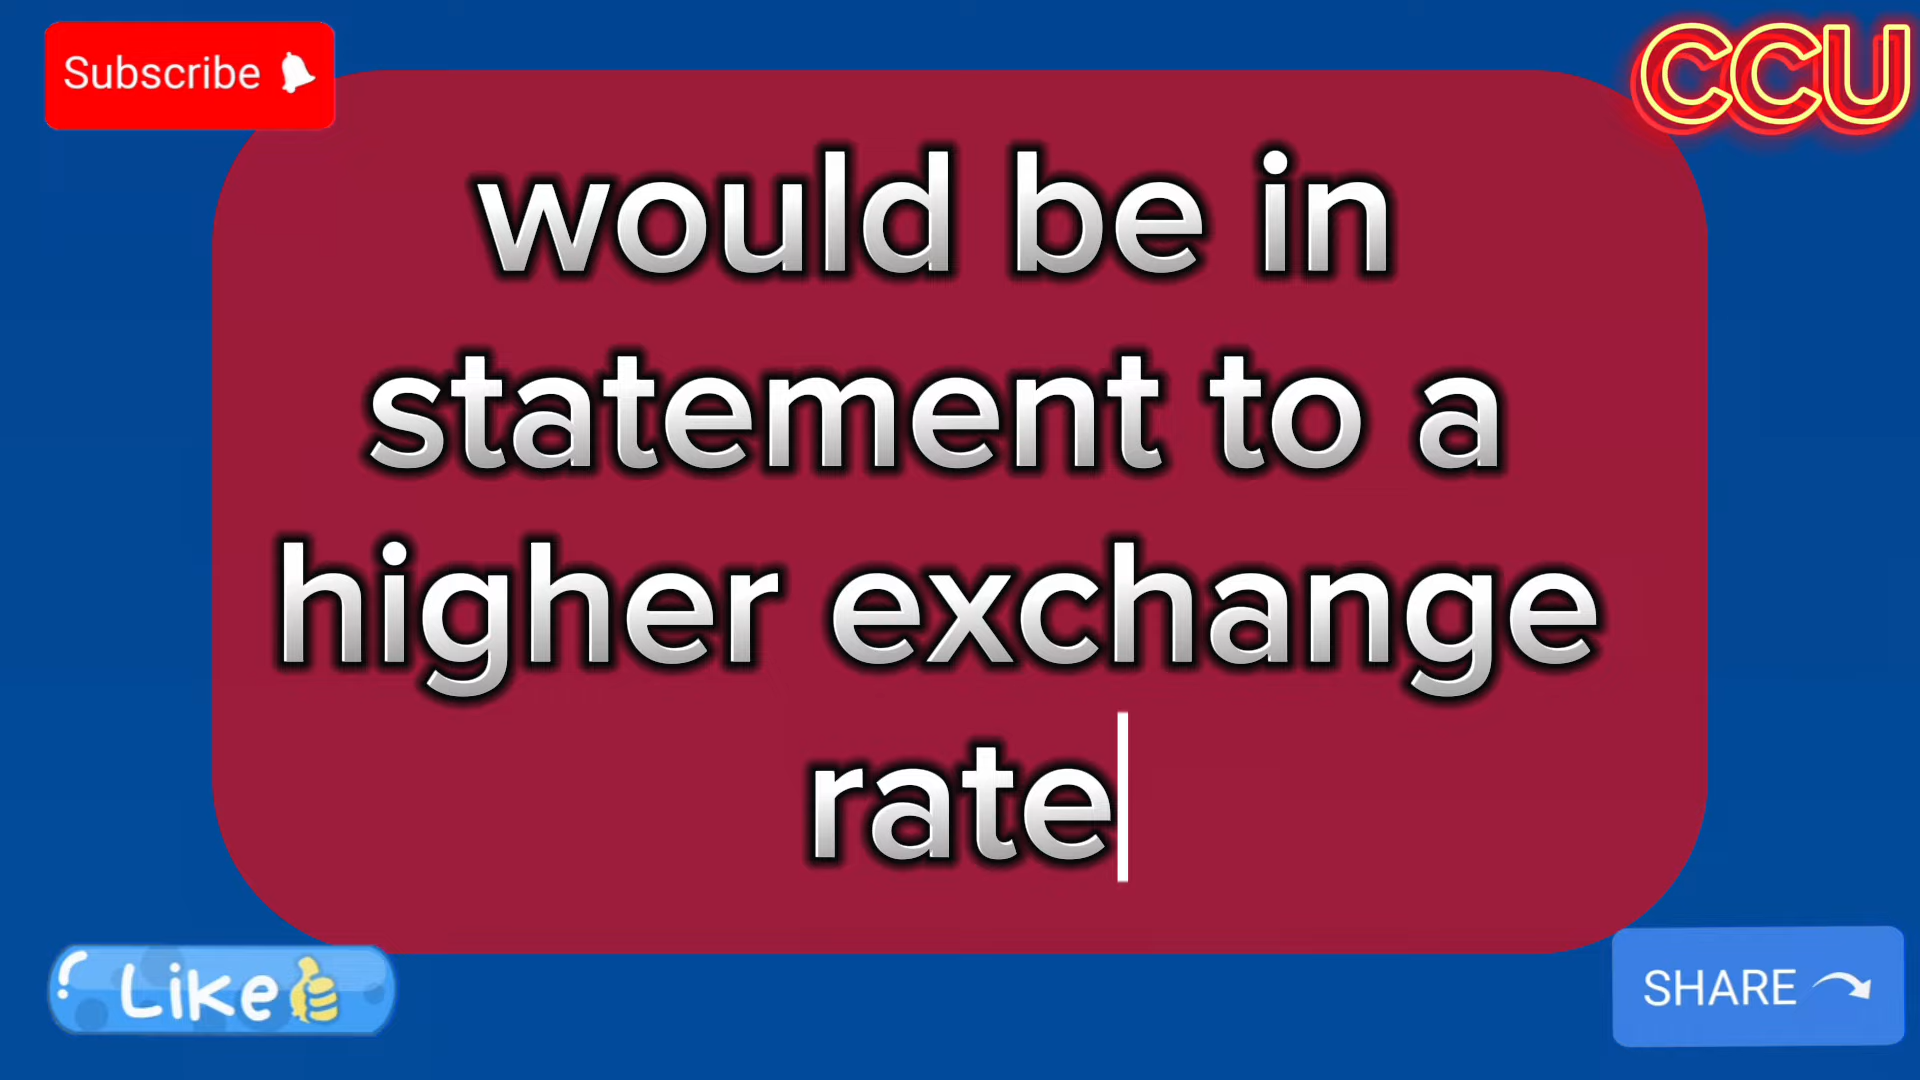 Subscribe
CCU
would be in
statement to a
higher exchange
rate
Like
SHARE